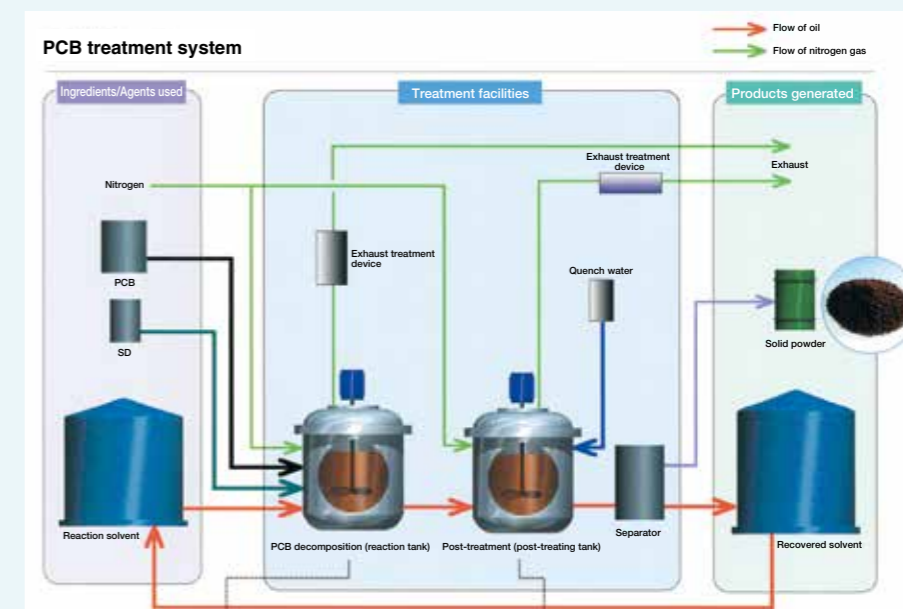 PCB treatment system
Flow of oil
Flow of nitrogen gas
Ingredients/Agents used
Treatment facilities
Products generated
Nitrogen
Exhaust treatment
device
Exhaust
PCB
Exhaust treatment
device
Quench water
SD
Solid powder
Reaction solvent
PCB decomposition (reaction tank)
Post-treatment (post-treating tank)
Separator
Recovered solvent